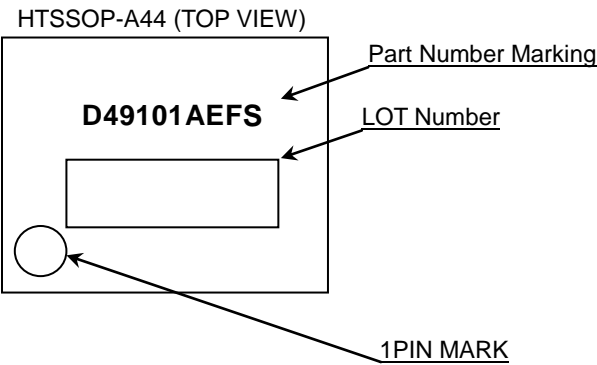 HTSSOP-A44 (TOP VIEW)
Part Number Marking
D49101AEFS
LOT Number
1PIN MARK